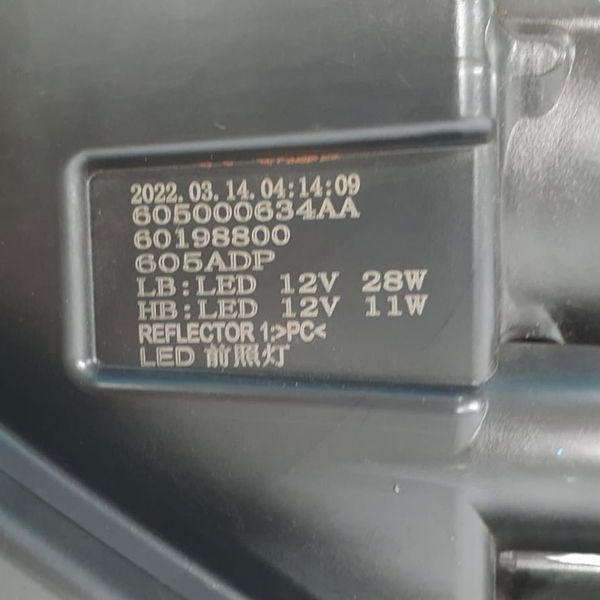 2022.03.14.04:14:09
605000634AA
60198800
605ADP
LB:LED 12V 28W
HB:LED 12V 11W
REFLECTOR 1:>PC<
LED 前照灯